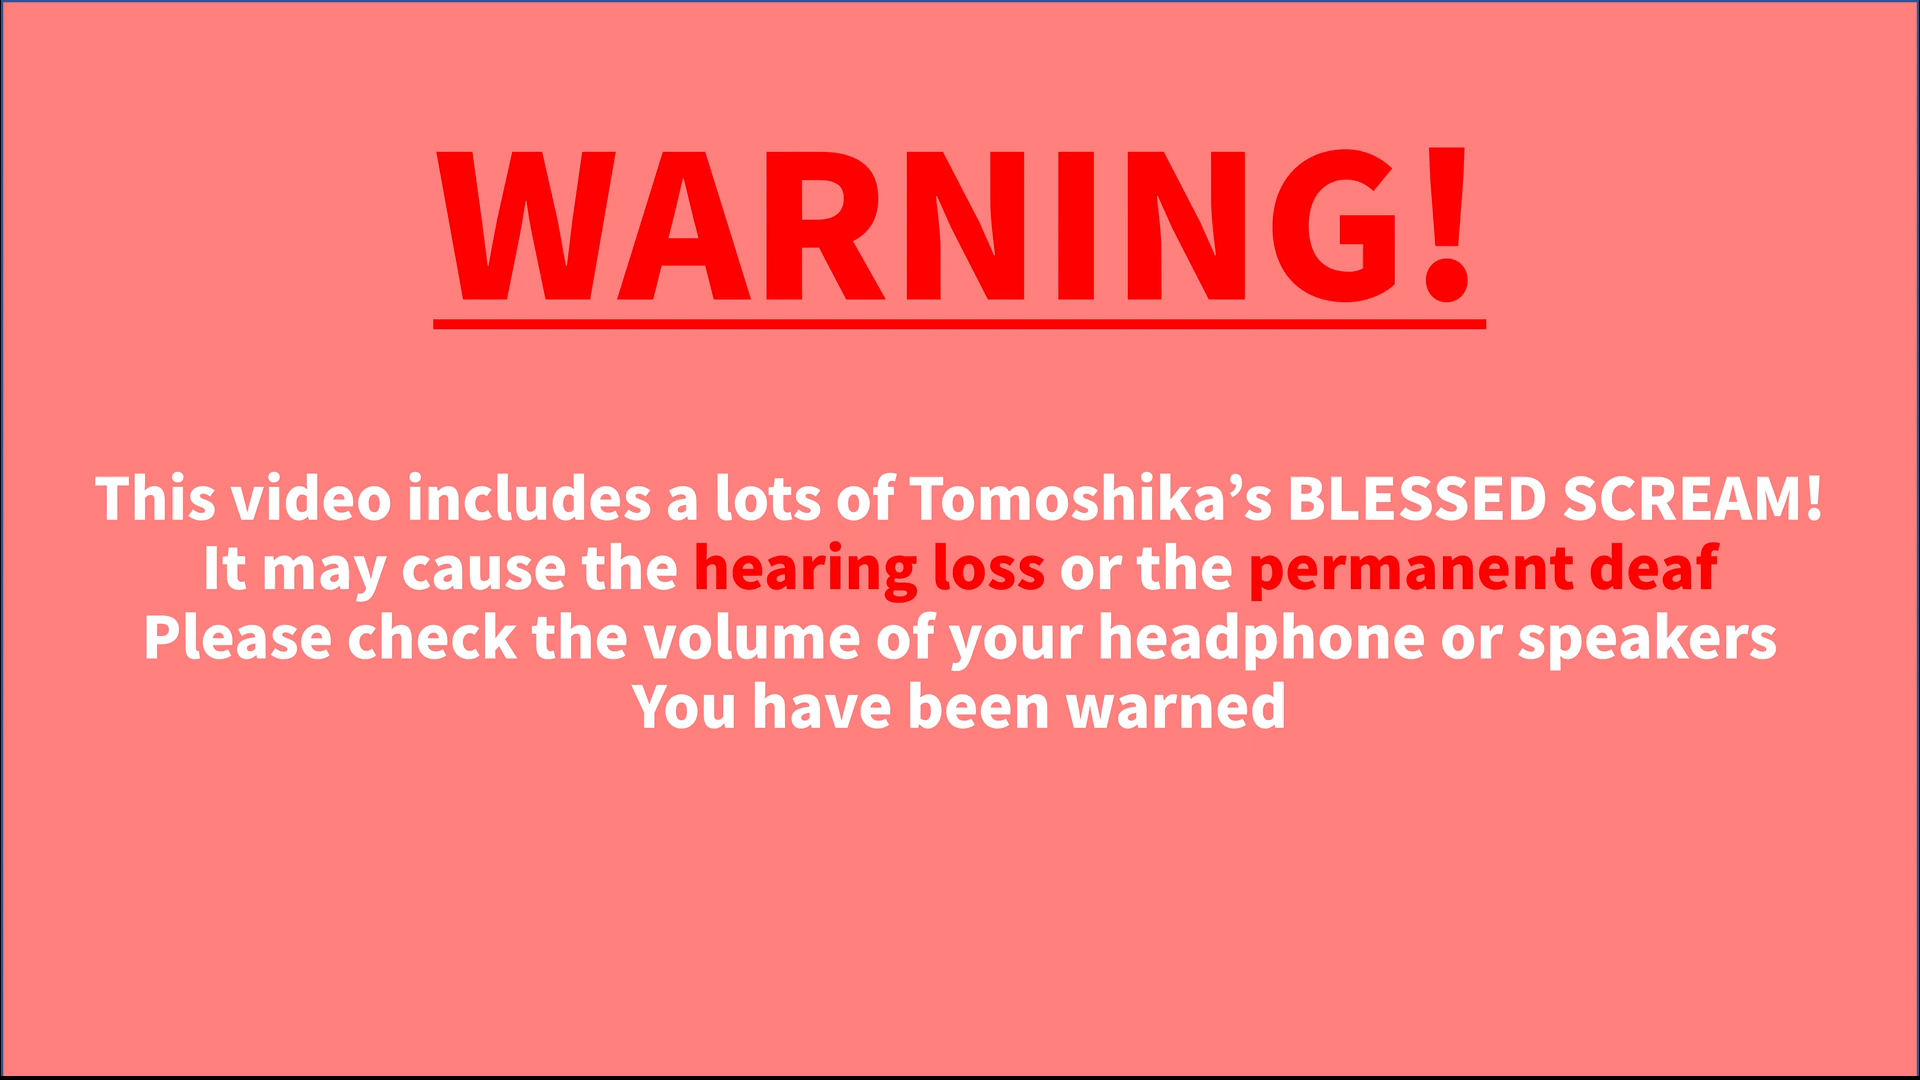 WARNING!
This video includes a lots of Tomoshika’s BLESSED SCREAM!
It may cause the hearing loss or the permanent deaf
Please check the volume of your headphone or speakers
You have been warned